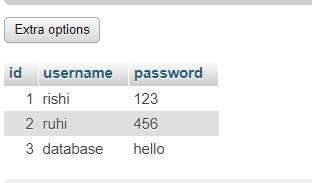 Extra options
id username password
1 rishi 123
2 ruhi 456
3 database hello